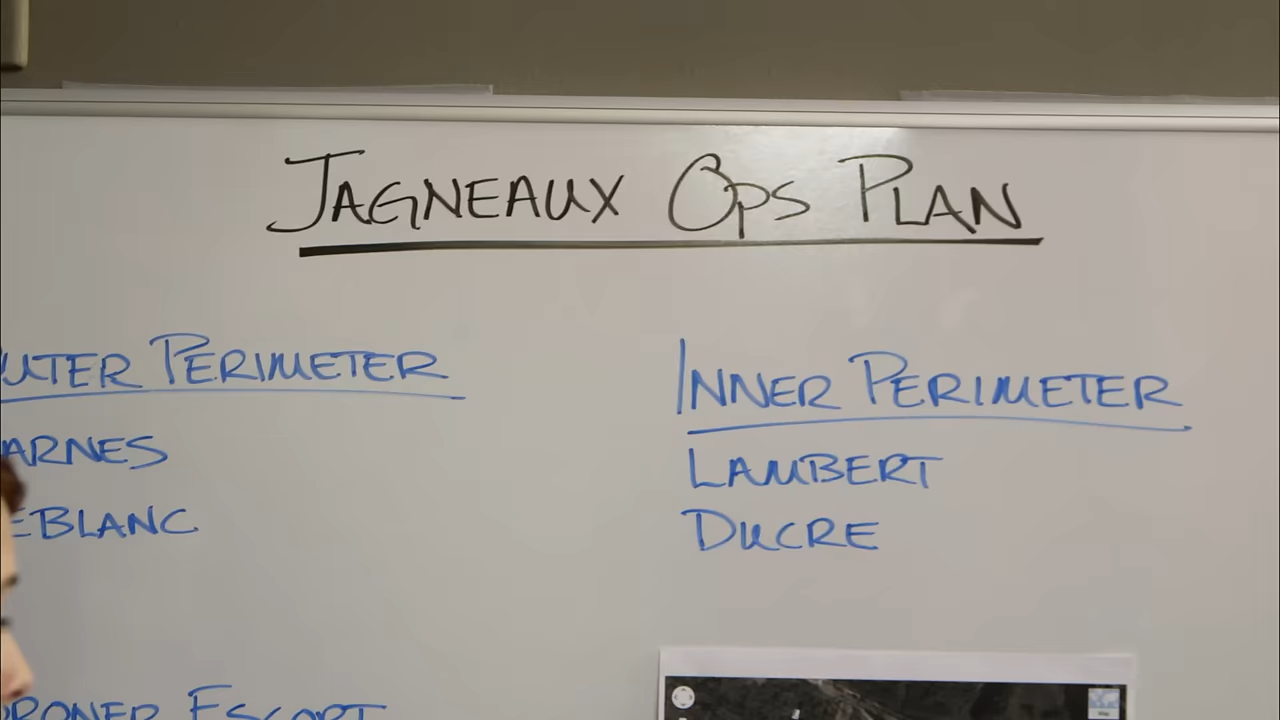 JAGNEAUX OPS PLAN
UTER PERIMETER
ARNES
EBLANC
RONER ESCORT
INNER PERIMETER
LAMBERT
DUCRE